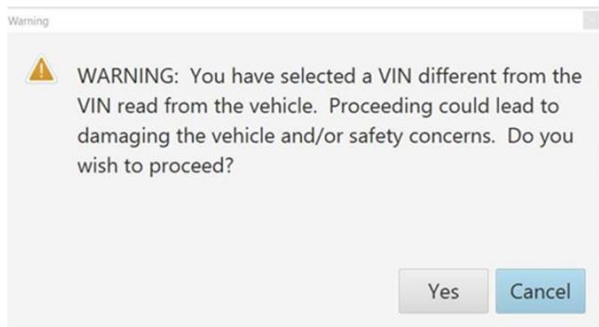 Warning
WARNING: You have selected a VIN different from the
VIN read from the vehicle. Proceeding could lead to
damaging the vehicle and/or safety concerns. Do you
wish to proceed?
Yes
Cancel